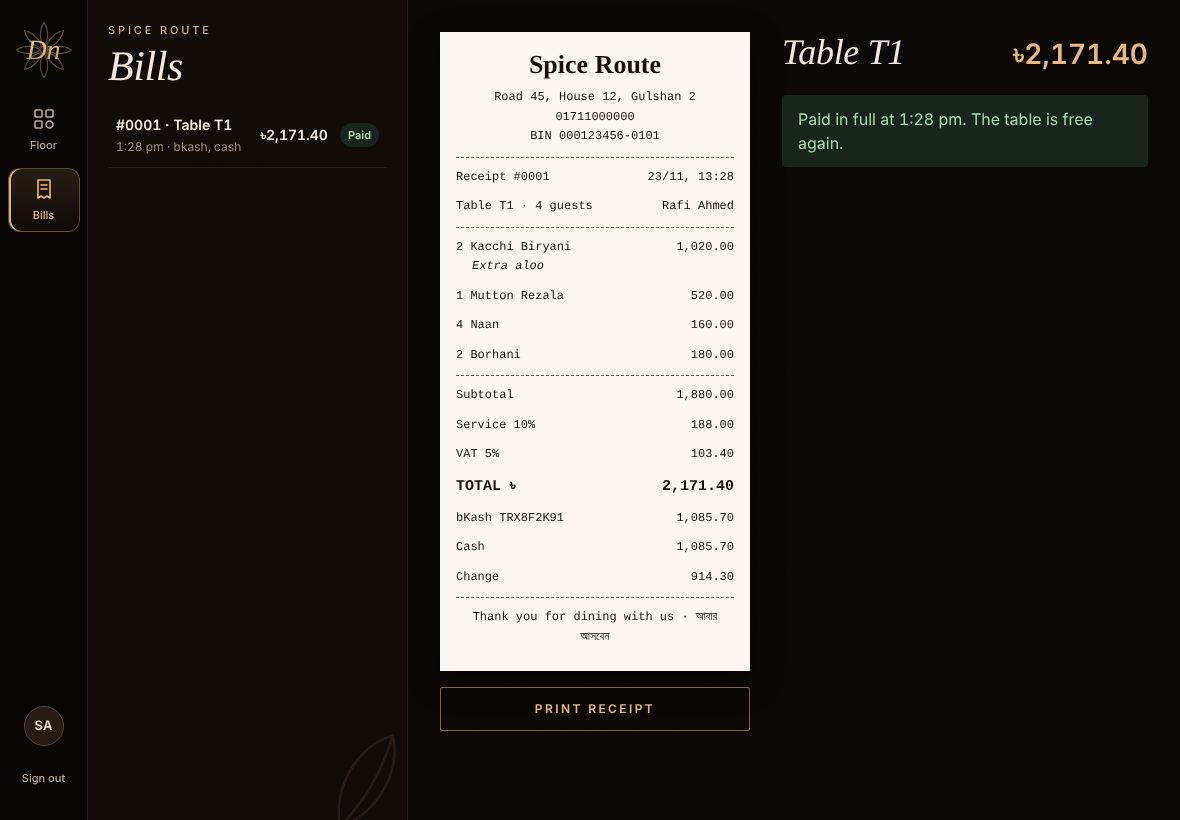 Dn
Floor
Bills
SA
Sign out
SPICE ROUTE
Bills
#0001 · Table T1
1:28 pm · bkash, cash
৳2,171.40
Paid
Spice Route
Road 45, House 12, Gulshan 2
01711000000
BIN 000123456-0101
Receipt #0001 23/11, 13:28
Table T1 · 4 guests Rafi Ahmed
2 Kacchi Biryani 1,020.00
Extra aloo
1 Mutton Rezala 520.00
4 Naan 160.00
2 Borhani 180.00
Subtotal 1,880.00
Service 10% 188.00
VAT 5% 103.40
TOTAL ৳ 2,171.40
bKash TRX8F2K91 1,085.70
Cash 1,085.70
Change 914.30
Thank you for dining with us · আবার
আসবেন
PRINT RECEIPT
Table T1 ৳2,171.40
Paid in full at 1:28 pm. The table is free
again.